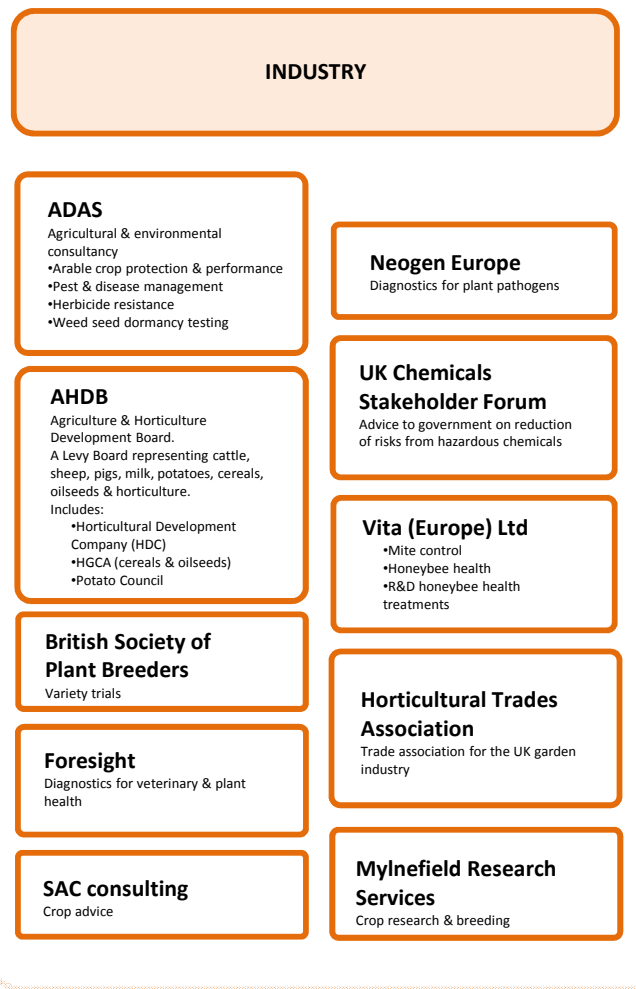 INDUSTRY
ADAS
Agricultural & environmental
consultancy
•Arable crop protection & performance
•Pest & disease management
•Herbicide resistance
•Weed seed dormancy testing
AHDB
Agriculture & Horticulture
Development Board.
A Levy Board representing cattle,
sheep, pigs, milk, potatoes, cereals,
oilseeds & horticulture.
Includes:
•Horticultural Development
Company (HDC)
•HGCA (cereals & oilseeds)
•Potato Council
British Society of
Plant Breeders
Variety trials
Foresight
Diagnostics for veterinary & plant
health
SAC consulting
Crop advice
Neogen Europe
Diagnostics for plant pathogens
UK Chemicals
Stakeholder Forum
Advice to government on reduction
of risks from hazardous chemicals
Vita (Europe) Ltd
•Mite control
•Honeybee health
•R&D honeybee health
treatments
Horticultural Trades
Association
Trade association for the UK garden
industry
Mylnefield Research
Services
Crop research & breeding